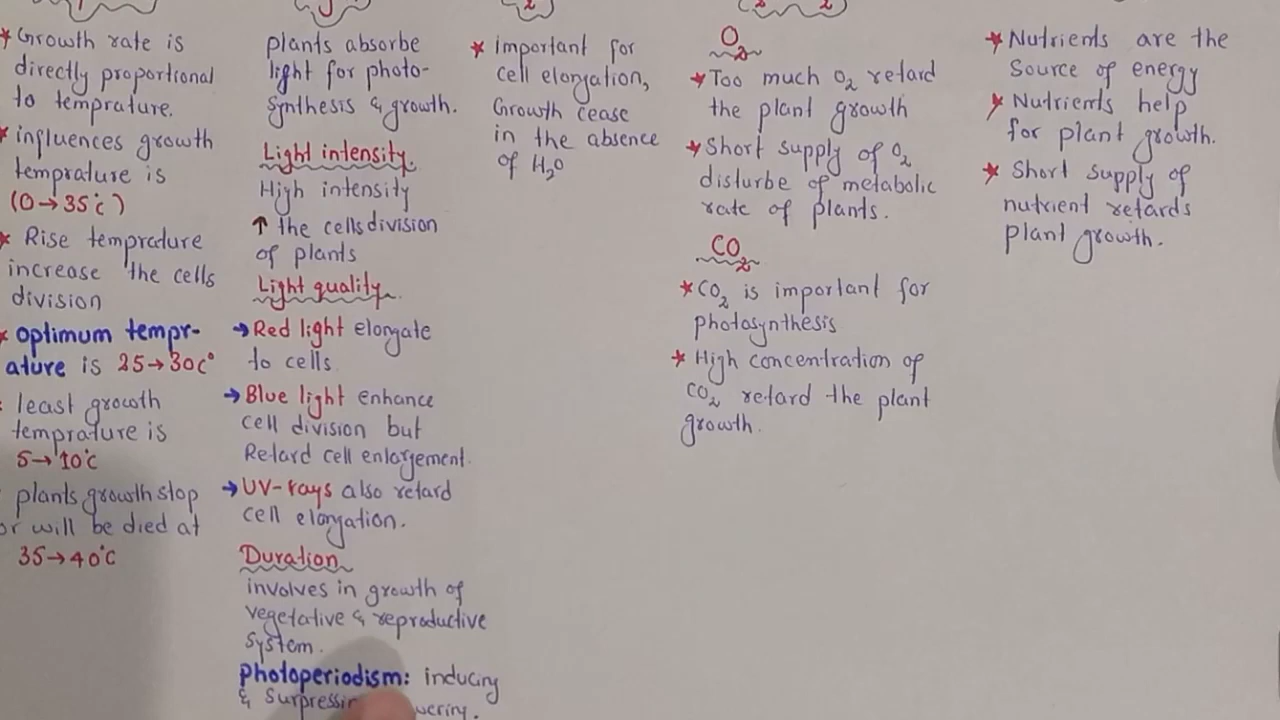 * Growth rate is
directly proportional
to temprature.
* influences growth
temprature is
(0→35°c)
* Rise temprature
increase the cells
division
* optimum tempr-
ature is 25→30c°
least growth
temprature is
5→10°c
plants growth stop
or will be died at
35→40°C
plants absorbe
light for photo-
synthesis & growth.
Light intensity.
High intensity
↑ the cells division
of plants
Light quality.
→ Red light elongate
to cells
→ Blue light enhance
cell division but
Retard cell enlargement.
→ UV-rays also retard
cell elongation.
Duration
involves in growth of
vegetative & reproductive
system.
photoperiodism: inducing
&
* important for
cell elongation,
Growth cease
in the absence
of H₂O
O₂
* Too much O₂ retard
the plant growth
* Short supply of O₂
disturbe of metabolic
rate of plants.
CO₂
* CO₂ is important for
photosynthesis
* High concentration of
CO₂ retard the plant
growth.
* Nutrients are the
Source of energy
* Nutrients help
for plant growth.
* Short supply of
nutrient retards
plant growth.